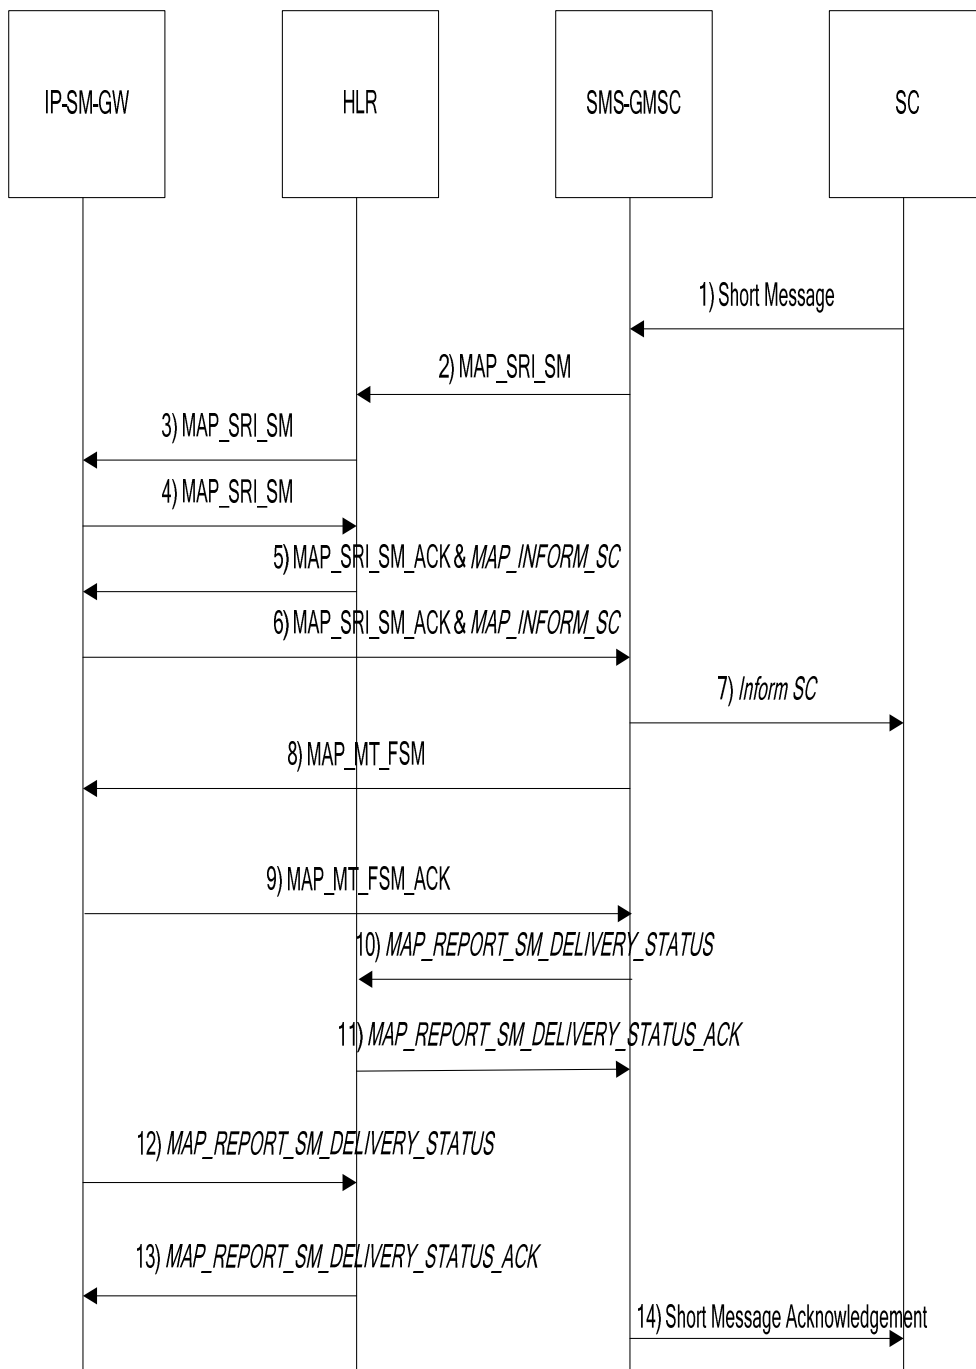 IP-SM-GW
HLR
SMS-GMSC
SC
1) Short Message
2) MAP_SRI_SM
3) MAP_SRI_SM
4) MAP_SRI_SM
5) MAP_SRI_SM_ACK & MAP_INFORM_SC
6) MAP_SRI_SM_ACK & MAP_INFORM_SC
7) Inform SC
8) MAP_MT_FSM
9) MAP_MT_FSM_ACK
10) MAP_REPORT_SM_DELIVERY_STATUS
11) MAP_REPORT_SM_DELIVERY_STATUS_ACK
12) MAP_REPORT_SM_DELIVERY_STATUS
13) MAP_REPORT_SM_DELIVERY_STATUS_ACK
14) Short Message Acknowledgement